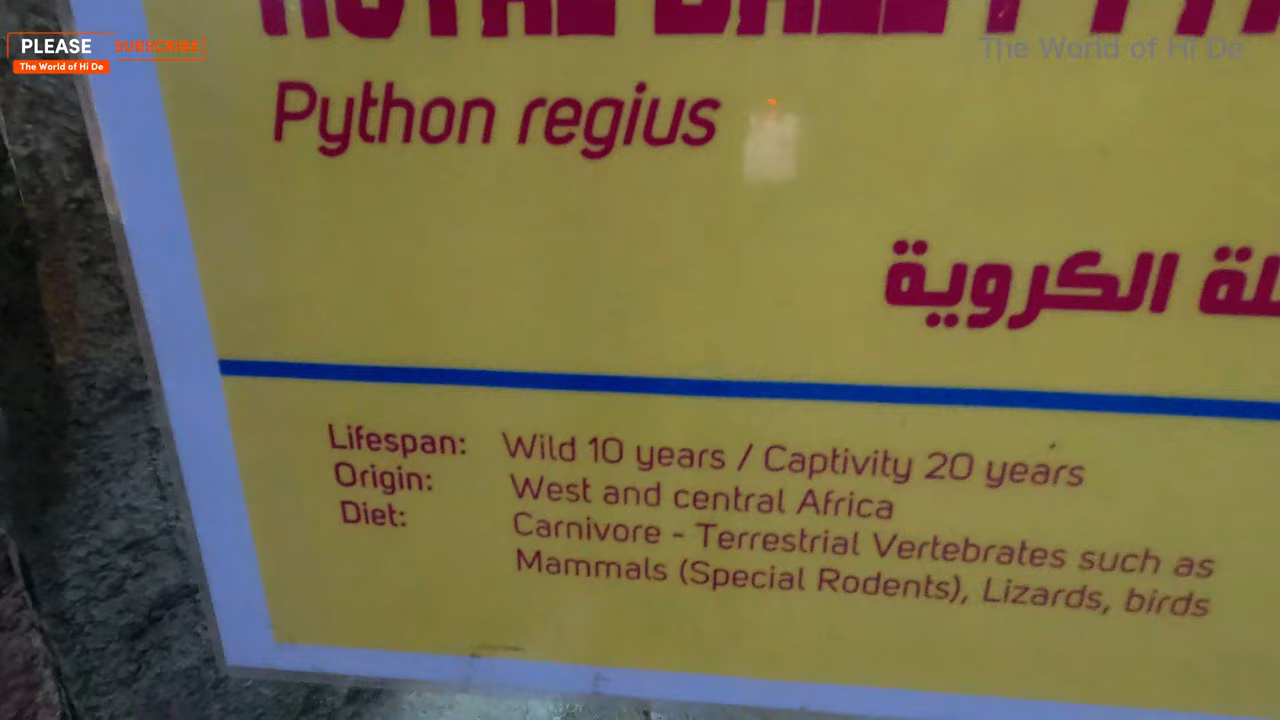 PLEASE SUBSCRIBE
The World of Hi De
The World of Hi De
ROYAL BALL
Python regius
الكروية
Lifespan: Wild 10 years / Captivity 20 years
Origin: West and central Africa
Diet: Carnivore - Terrestrial Vertebrates such as
Mammals (Special Rodents), Lizards, birds